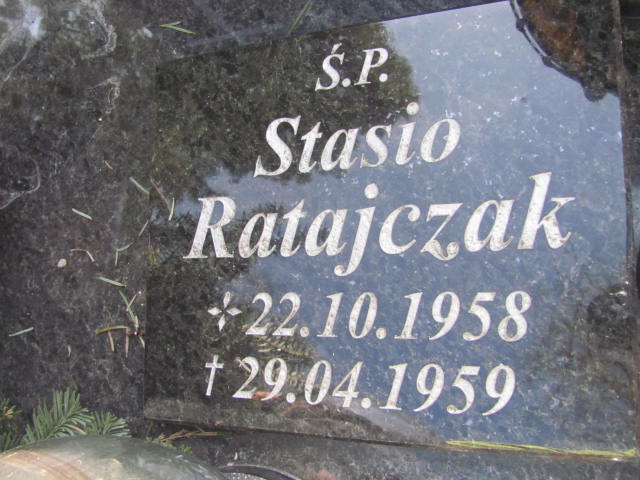 Ś.P.
Stasio
Ratajczak
22.10.1958
† 29.04.1959